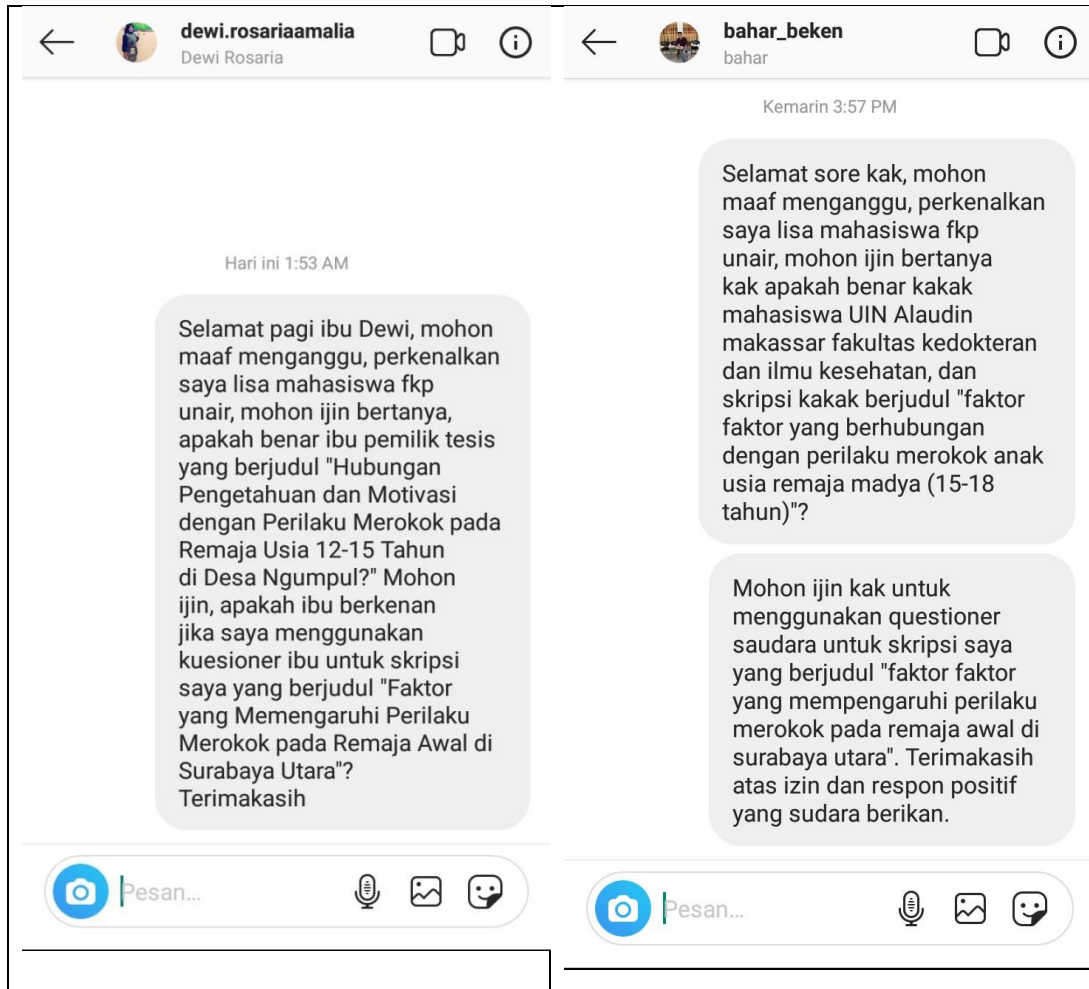 dewi.rosariaamalia
Dewi Rosaria
Hari ini 1:53 AM
Selamat pagi ibu Dewi, mohon
maaf menganggu, perkenalkan
saya lisa mahasiswa fkp
unair, mohon ijin bertanya,
apakah benar ibu pemilik tesis
yang berjudul "Hubungan
Pengetahuan dan Motivasi
dengan Perilaku Merokok pada
Remaja Usia 12-15 Tahun
di Desa Ngumpul?" Mohon
ijin, apakah ibu berkenan
jika saya menggunakan
kuesioner ibu untuk skripsi
saya yang berjudul "Faktor
yang Memengaruhi Perilaku
Merokok pada Remaja Awal di
Surabaya Utara"?
Terimakasih
Pesan...
bahar_beken
bahar
Kemarin 3:57 PM
Selamat sore kak, mohon
maaf menganggu, perkenalkan
saya lisa mahasiswa fkp
unair, mohon ijin bertanya
kak apakah benar kakak
mahasiswa UIN Alaudin
makassar fakultas kedokteran
dan ilmu kesehatan, dan
skripsi kakak berjudul "faktor
faktor yang berhubungan
dengan perilaku merokok anak
usia remaja madya (15-18
tahun)"?
Mohon ijin kak untuk
menggunakan questioner
saudara untuk skripsi saya
yang berjudul "faktor faktor
yang mempengaruhi perilaku
merokok pada remaja awal di
surabaya utara". Terimakasih
atas izin dan respon positif
yang sudara berikan.
Pesan...